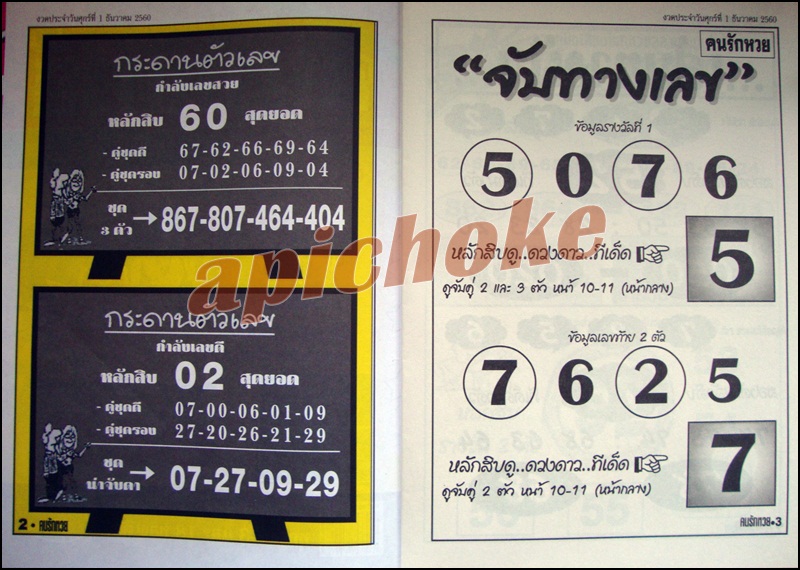 งวดประจำวันศุกร์ที่ 1 ธันวาคม 2560
กระดานตัวเลข
กำลังเลขสวย
หลักสิบ 60 สุดยอด
- คู่ชุดดี 67-62-66-69-64
- คู่ชุดรอง 07-02-06-09-04
ชุด 3 ตัว → 867-807-464-404
กระดานตัวเลข
กำลังเลขดี
หลักสิบ 02 สุดยอด
- คู่ชุดดี 07-00-06-01-09
- คู่ชุดรอง 27-20-26-21-29
ชุด น่าจับตา → 07-27-09-29
2 • คนรักหวย
งวดประจำวันศุกร์ที่ 1 ธันวาคม 2560
คนรักหวย
"จับทางเลข"
ข้อมูลรางวัลที่ 1
5 0 7 6
หลักสิบดู..ดวงดาว..ทีเด็ด
5
ดูจับคู่ 2 และ 3 ตัว หน้า 10-11 (หน้ากลาง)
ข้อมูลเลขท้าย 2 ตัว
7 6 2 5
หลักสิบดู..ดวงดาว..ทีเด็ด
7
ดูจับคู่ 2 ตัว หน้า 10-11 (หน้ากลาง)
คนรักหวย • 3
apichoke